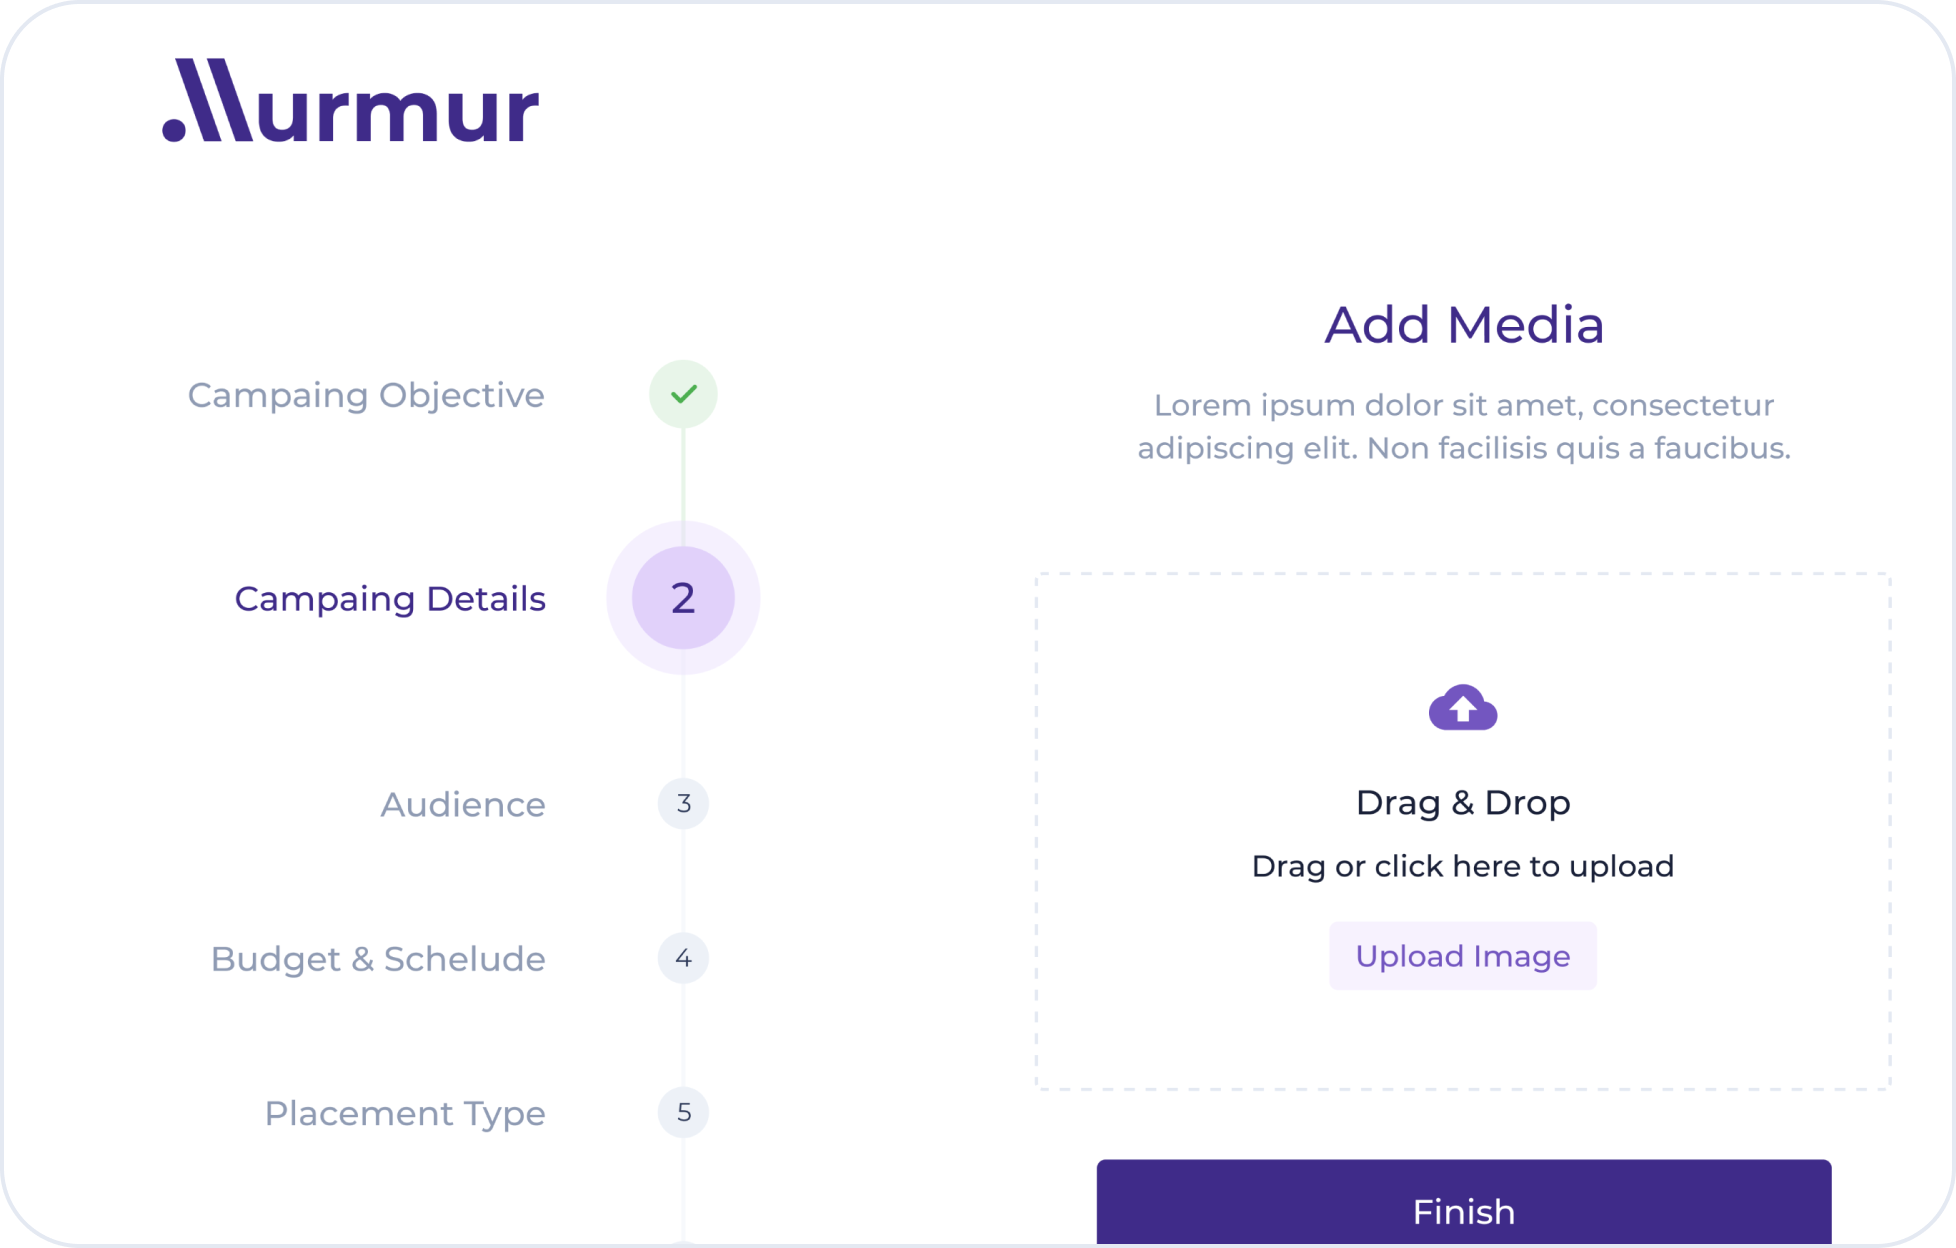 Murmur
Campaing Objective
Campaing Details
2
Audience
3
Budget & Schelude
4
Placement Type
5
Add Media
Lorem ipsum dolor sit amet, consectetur
adipiscing elit. Non facilisis quis a faucibus.
Drag & Drop
Drag or click here to upload
Upload Image
Finish